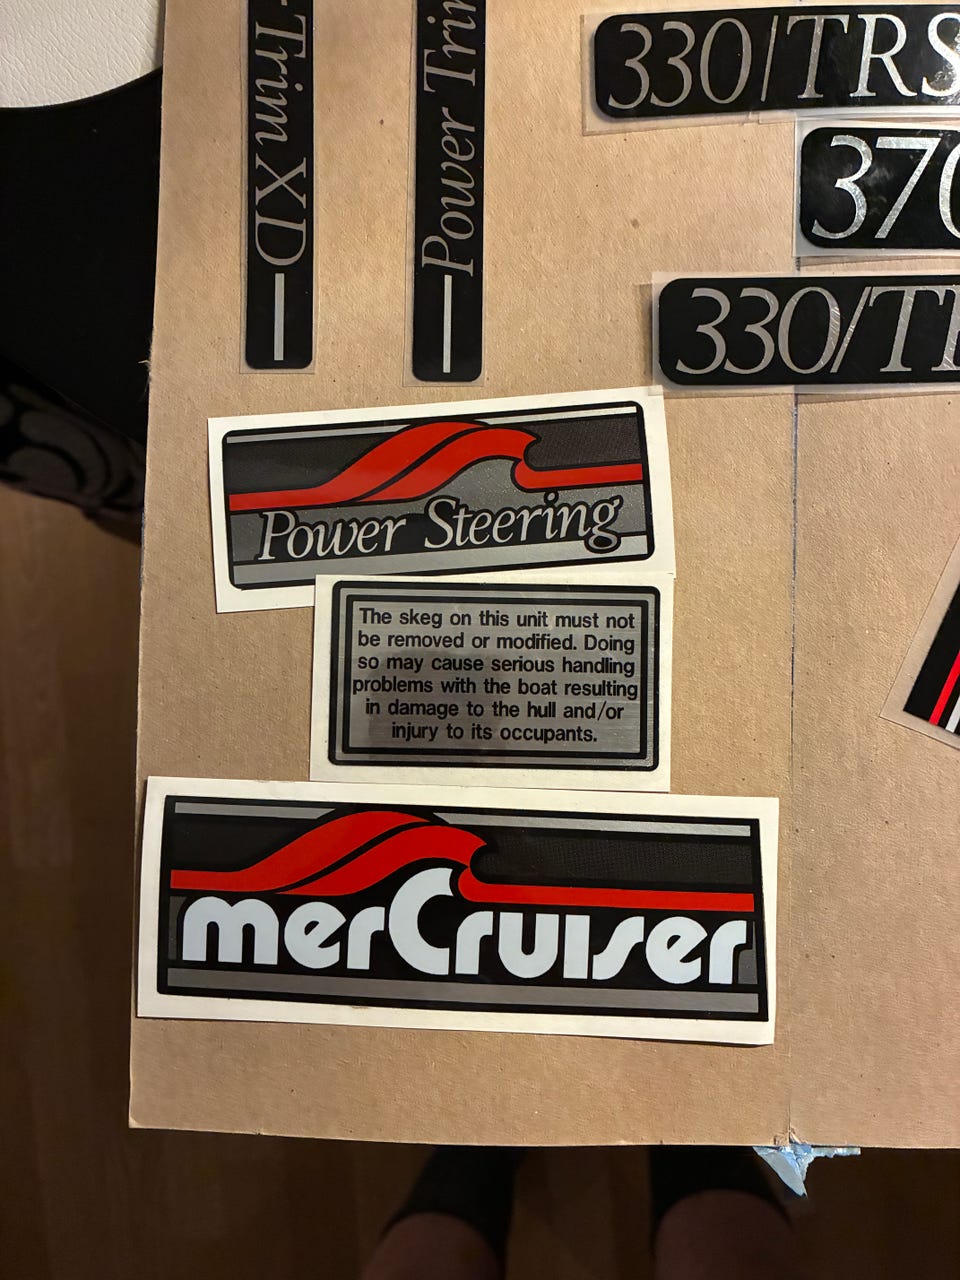 -Trim XD—
Power
330/TRS
370
330/T
Power Steering
The skeg on this unit must not
be removed or modified. Doing
so may cause serious handling
problems with the boat resulting
in damage to the hull and/or
injury to its occupants.
merCruiser